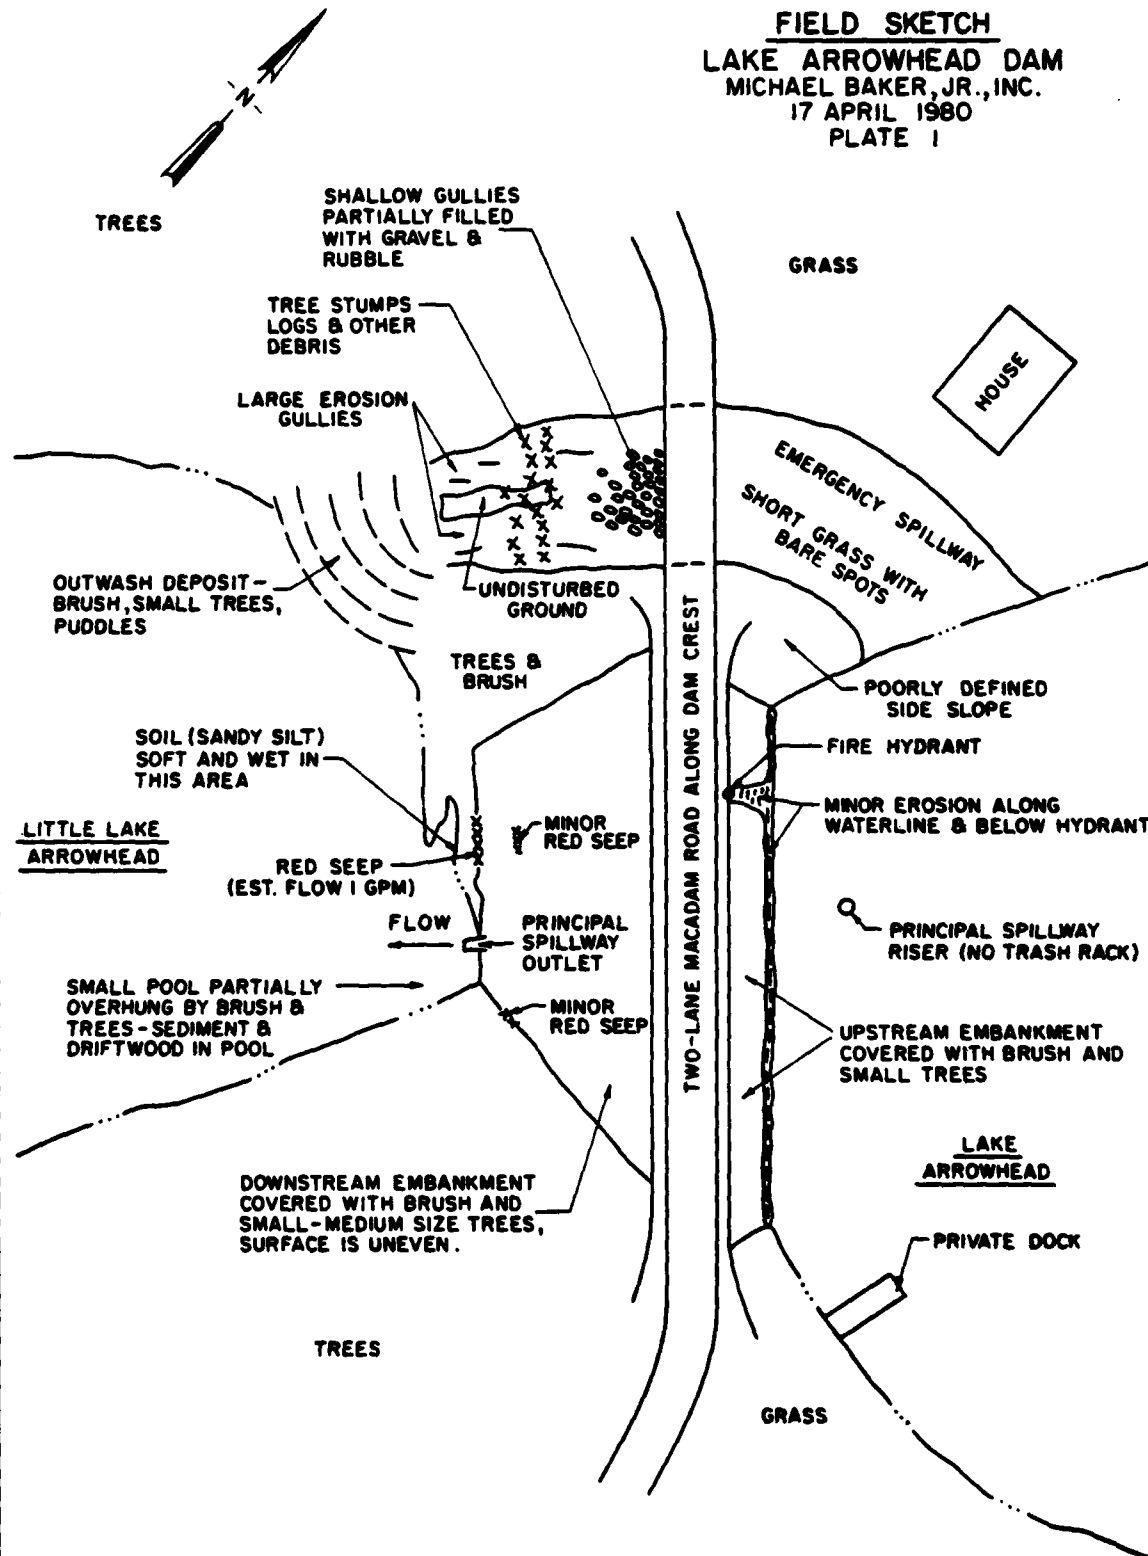 FIELD SKETCH
LAKE ARROWHEAD DAM
MICHAEL BAKER, JR., INC.
17 APRIL 1980
PLATE 1
N
TREES
SHALLOW GULLIES
PARTIALLY FILLED
WITH GRAVEL &
RUBBLE
GRASS
TREE STUMPS
LOGS & OTHER
DEBRIS
HOUSE
LARGE EROSION
GULLIES
EMERGENCY SPILLWAY
SHORT GRASS WITH
BARE SPOTS
OUTWASH DEPOSIT-
BRUSH, SMALL TREES,
PUDDLES
UNDISTURBED
GROUND
TREES &
BRUSH
TWO-LANE MACADAM ROAD ALONG DAM CREST
POORLY DEFINED
SIDE SLOPE
SOIL (SANDY SILT)
SOFT AND WET IN
THIS AREA
FIRE HYDRANT
LITTLE LAKE
ARROWHEAD
MINOR
RED SEEP
MINOR EROSION ALONG
WATERLINE & BELOW HYDRANT
RED SEEP
(EST. FLOW 1 GPM)
FLOW
PRINCIPAL
SPILLWAY
OUTLET
PRINCIPAL SPILLWAY
RISER (NO TRASH RACK)
SMALL POOL PARTIALLY
OVERHUNG BY BRUSH &
TREES-SEDIMENT &
DRIFTWOOD IN POOL
MINOR
RED SEEP
UPSTREAM EMBANKMENT
COVERED WITH BRUSH AND
SMALL TREES
LAKE
ARROWHEAD
DOWNSTREAM EMBANKMENT
COVERED WITH BRUSH AND
SMALL-MEDIUM SIZE TREES,
SURFACE IS UNEVEN.
PRIVATE DOCK
TREES
GRASS